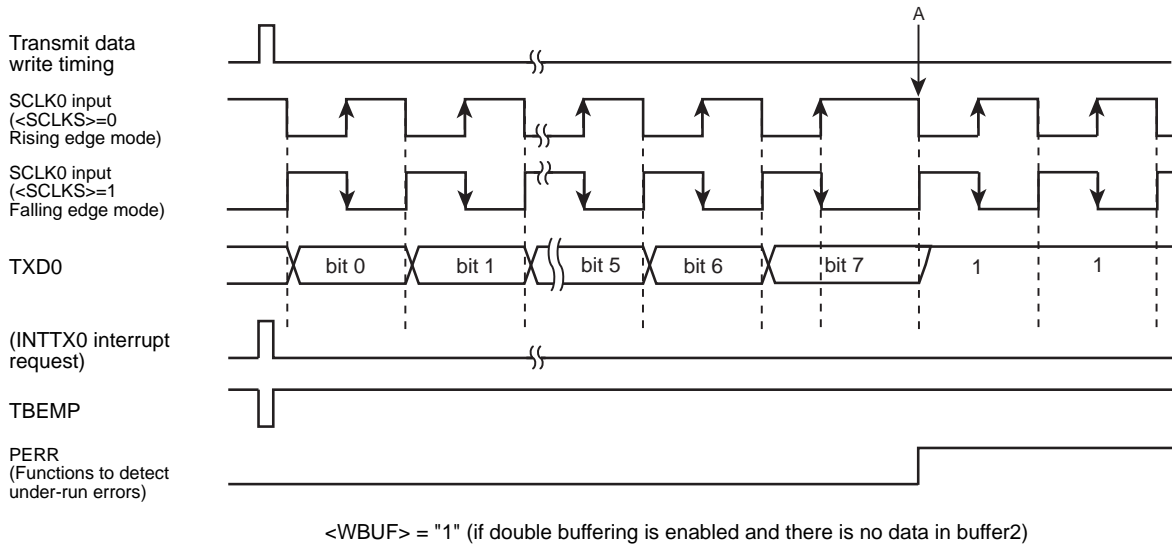 A
Transmit data
write timing
SCLK0 input
(<SCLKS>=0
Rising edge mode)
SCLK0 input
(<SCLKS>=1
Falling edge mode)
TXD0
bit 0
bit 1
bit 5
bit 6
bit 7
1
1
(INTTX0 interrupt
request)
TBEMP
PERR
(Functions to detect
under-run errors)
<WBUF> = "1" (if double buffering is enabled and there is no data in buffer2)